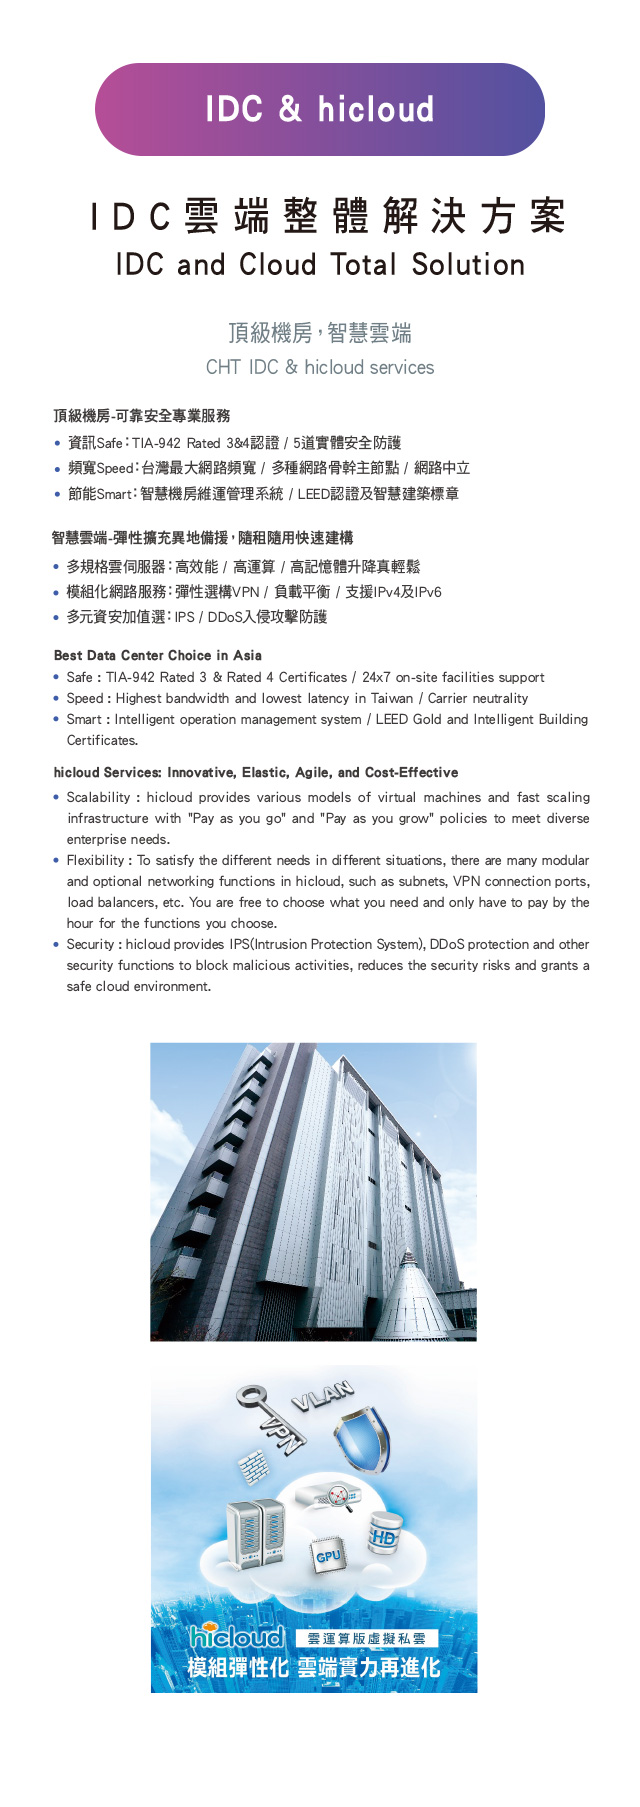 IDC & hicloud
IDC雲端整體解決方案
IDC and Cloud Total Solution
頂級機房，智慧雲端
CHT IDC & hicloud services
頂級機房-可靠安全專業服務
• 資訊Safe：TIA-942 Rated 3&4認證 / 5道實體安全防護
• 頻寬Speed：台灣最大網路頻寬 / 多種網路骨幹主節點 / 網路中立
• 節能Smart：智慧機房維運管理系統 / LEED認證及智慧建築標章
智慧雲端-彈性擴充異地備援，隨租隨用快速建構
• 多規格雲伺服器：高效能 / 高運算 / 高記憶體升降真輕鬆
• 模組化網路服務：彈性選構VPN / 負載平衡 / 支援IPv4及IPv6
• 多元資安加值選：IPS / DDoS入侵攻擊防護
Best Data Center Choice in Asia
• Safe : TIA-942 Rated 3 & Rated 4 Certificates / 24x7 on-site facilities support
• Speed : Highest bandwidth and lowest latency in Taiwan / Carrier neutrality
• Smart : Intelligent operation management system / LEED Gold and Intelligent Building
Certificates.
hicloud Services: Innovative, Elastic, Agile, and Cost-Effective
• Scalability : hicloud provides various models of virtual machines and fast scaling
infrastructure with "Pay as you go" and "Pay as you grow" policies to meet diverse
enterprise needs.
• Flexibility : To satisfy the different needs in different situations, there are many modular
and optional networking functions in hicloud, such as subnets, VPN connection ports,
load balancers, etc. You are free to choose what you need and only have to pay by the
hour for the functions you choose.
• Security : hicloud provides IPS(Intrusion Protection System), DDoS protection and other
security functions to block malicious activities, reduces the security risks and grants a
safe cloud environment.
VLAN
VPN
HD
GPU
hicloud 雲運算版虛擬私雲
模組彈性化 雲端實力再進化